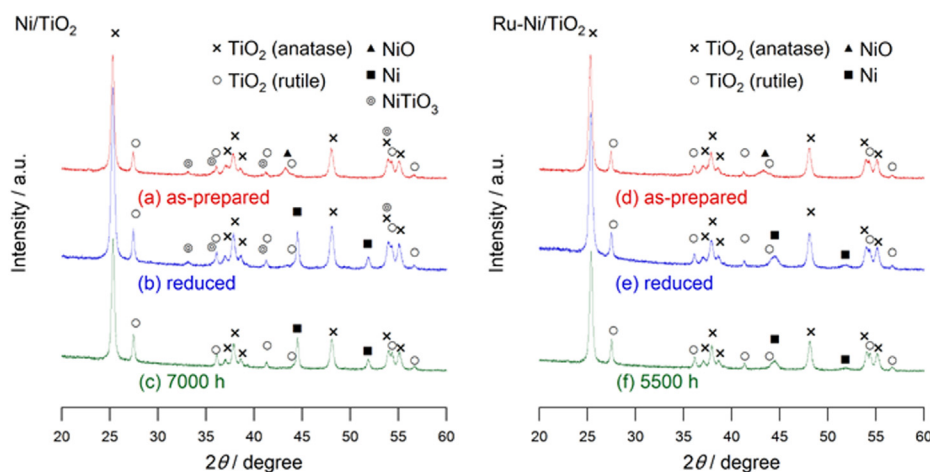 Ni/TiO₂
× TiO₂ (anatase) ▲ NiO
○ TiO₂ (rutile) ■ Ni
◎ NiTiO₃
(a) as-prepared
(b) reduced
(c) 7000 h
Intensity / a.u.
20 25 30 35 40 45 50 55 60
2θ / degree
Ru-Ni/TiO₂
× TiO₂ (anatase) ▲ NiO
○ TiO₂ (rutile) ■ Ni
(d) as-prepared
(e) reduced
(f) 5500 h
Intensity / a.u.
20 25 30 35 40 45 50 55 60
2θ / degree